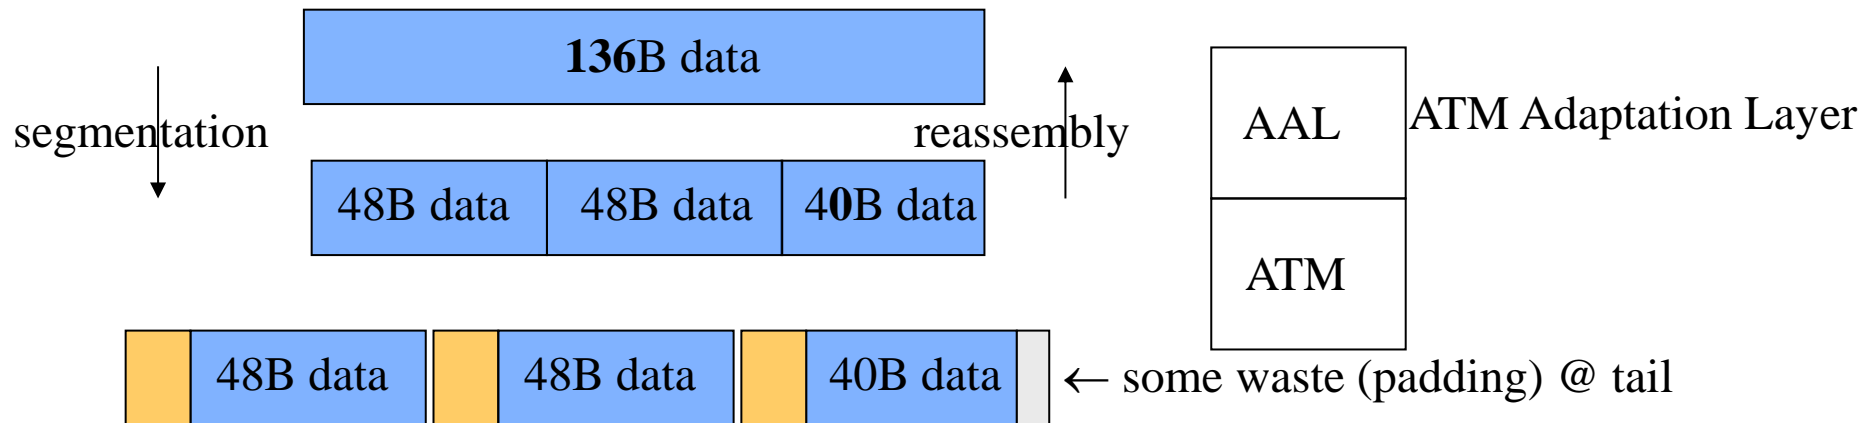 136B data
segmentation
reassembly
AAL
ATM Adaptation Layer
48B data
48B data
40B data
ATM
48B data
48B data
40B data
← some waste (padding) @ tail